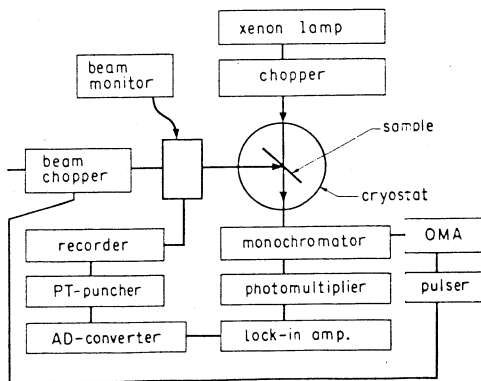 xenon lamp
chopper
beam
monitor
sample
beam
chopper
cryostat
recorder
monochromator
OMA
PT-puncher
photomultiplier
pulser
AD-converter
lock-in amp.